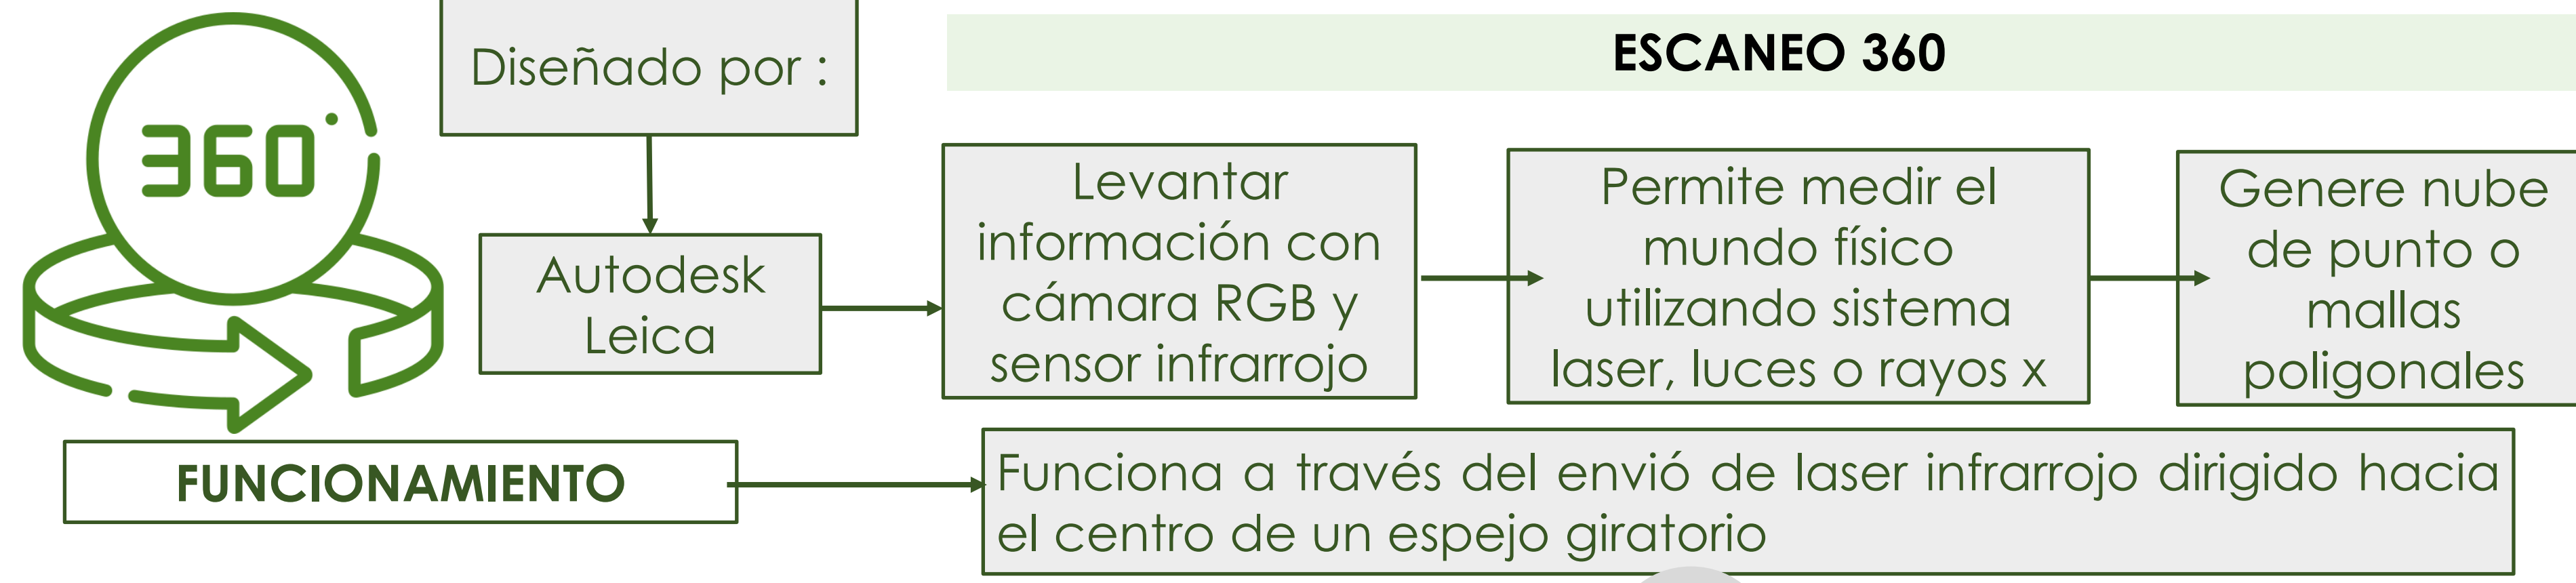 360°
Diseñado por :
ESCANEO 360
Autodesk
Leica
Levantar
información con
cámara RGB y
sensor infrarrojo
Permite medir el
mundo físico
utilizando sistema
laser, luces o rayos x
Genere nube
de punto o
mallas
poligonales
FUNCIONAMIENTO
Funciona a través del envió de laser infrarrojo dirigido hacia
el centro de un espejo giratorio